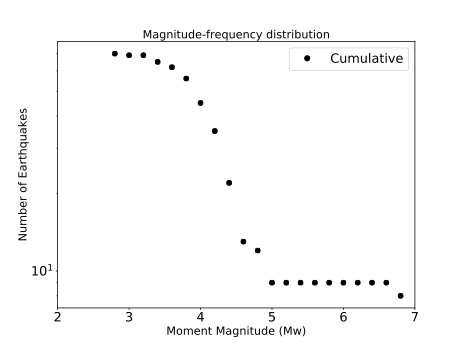 Magnitude-frequency distribution
Cumulative
Number of Earthquakes
10¹
2 3 4 5 6 7
Moment Magnitude (Mw)